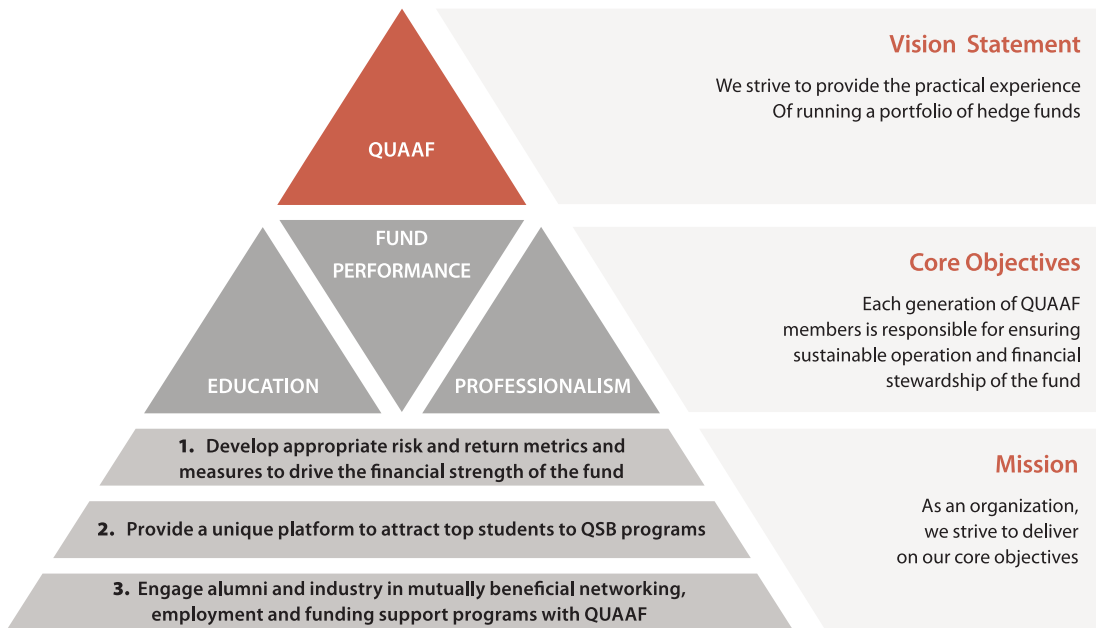 Vision Statement
We strive to provide the practical experience
Of running a portfolio of hedge funds
QUAAF
FUND
PERFORMANCE
EDUCATION
PROFESSIONALISM
Core Objectives
Each generation of QUAAF
members is responsible for ensuring
sustainable operation and financial
stewardship of the fund
1. Develop appropriate risk and return metrics and
measures to drive the financial strength of the fund
2. Provide a unique platform to attract top students to QSB programs
3. Engage alumni and industry in mutually beneficial networking,
employment and funding support programs with QUAAF
Mission
As an organization,
we strive to deliver
on our core objectives